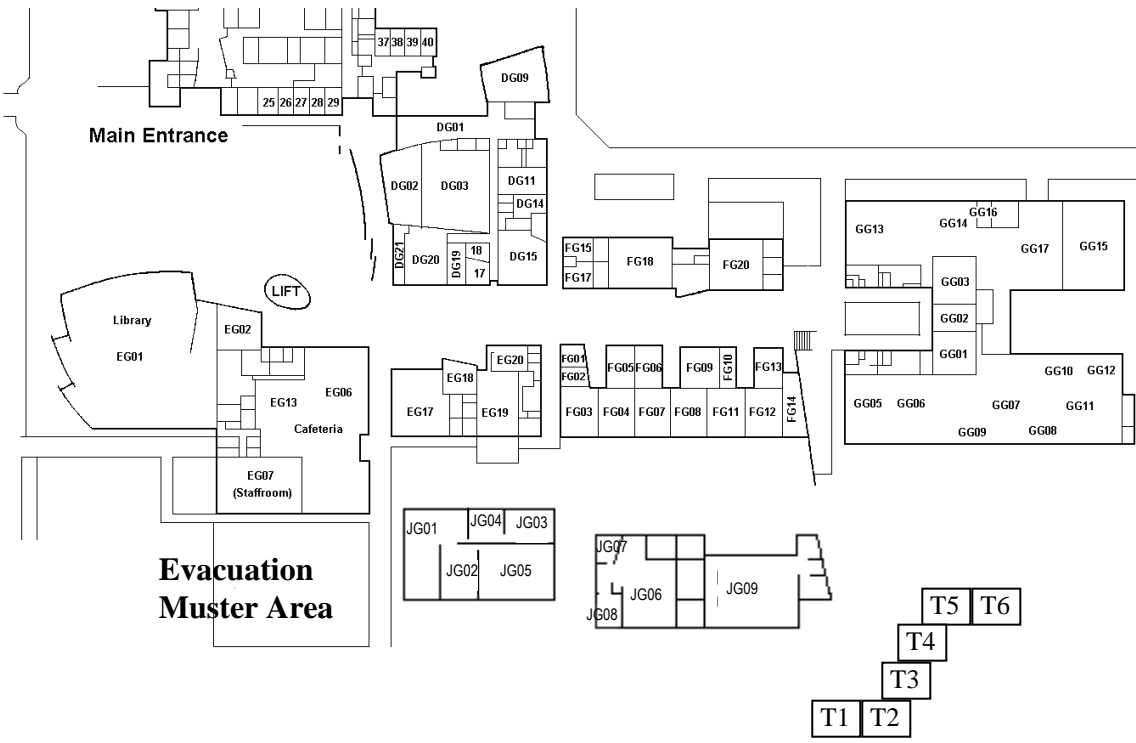 37 38 39 40
DG09
25 26 27 28 29
Main Entrance
DG01
DG02
DG03
DG11
DG14
DG15
DG21
DG20
DG19
18
17
FG15
FG17
FG18
FG20
GG13
GG14
GG16
GG17
GG15
GG03
GG02
GG01
LIFT
Library
EG01
EG02
EG06
EG13
Cafeteria
EG07
(Staffroom)
EG17
EG18
EG20
EG19
FG01
FG02
FG05
FG06
FG09
FG10
FG13
FG03
FG04
FG07
FG08
FG11
FG12
FG14
GG10
GG12
GG05
GG06
GG07
GG11
GG09
GG08
Evacuation
Muster Area
JG01
JG04
JG03
JG02
JG05
JG07
JG06
JG08
JG09
T5
T6
T4
T3
T1
T2